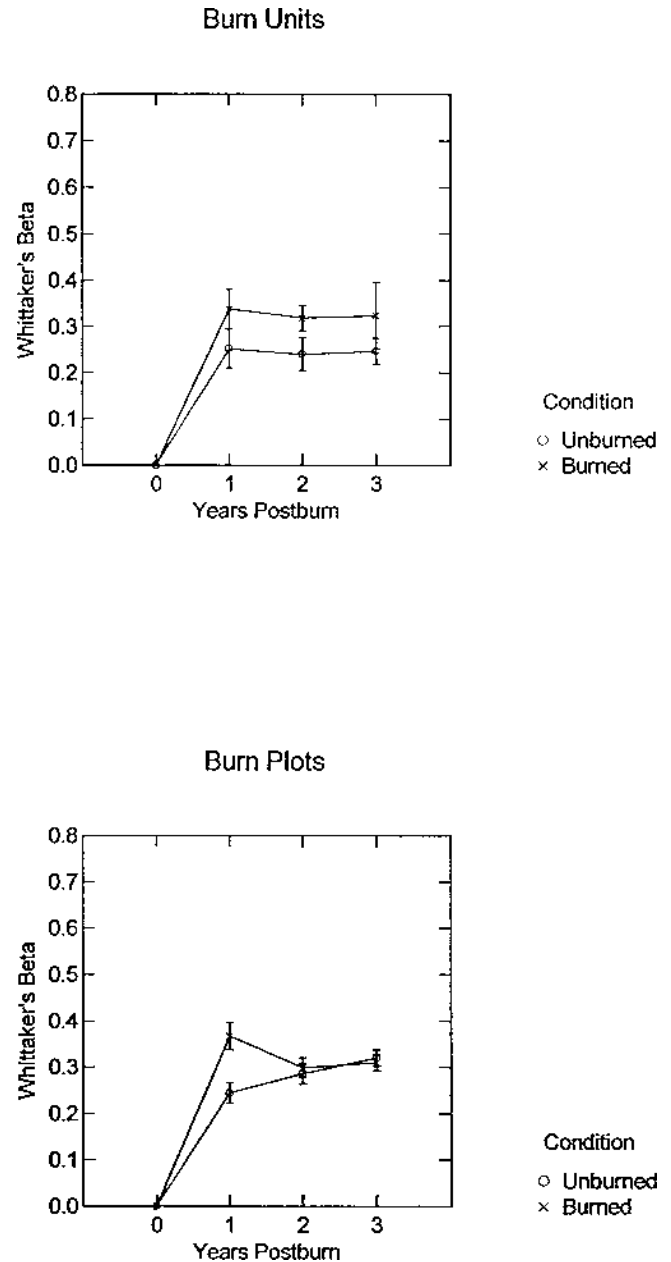 Burn Units
0.8
0.7
0.6
0.5
0.4
0.3
0.2
0.1
0.0
Whittaker's Beta
0 1 2 3
Years Postburn
Condition
Unburned
Burned
Burn Plots
0.8
0.7
0.6
0.5
0.4
0.3
0.2
0.1
0.0
Whittaker's Beta
0 1 2 3
Years Postburn
Condition
Unburned
Burned